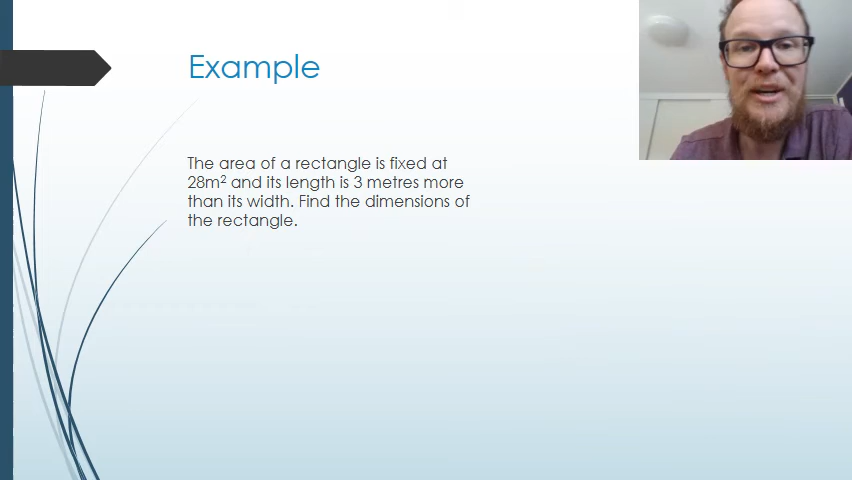 Example
The area of a rectangle is fixed at
28m² and its length is 3 metres more
than its width. Find the dimensions of
the rectangle.